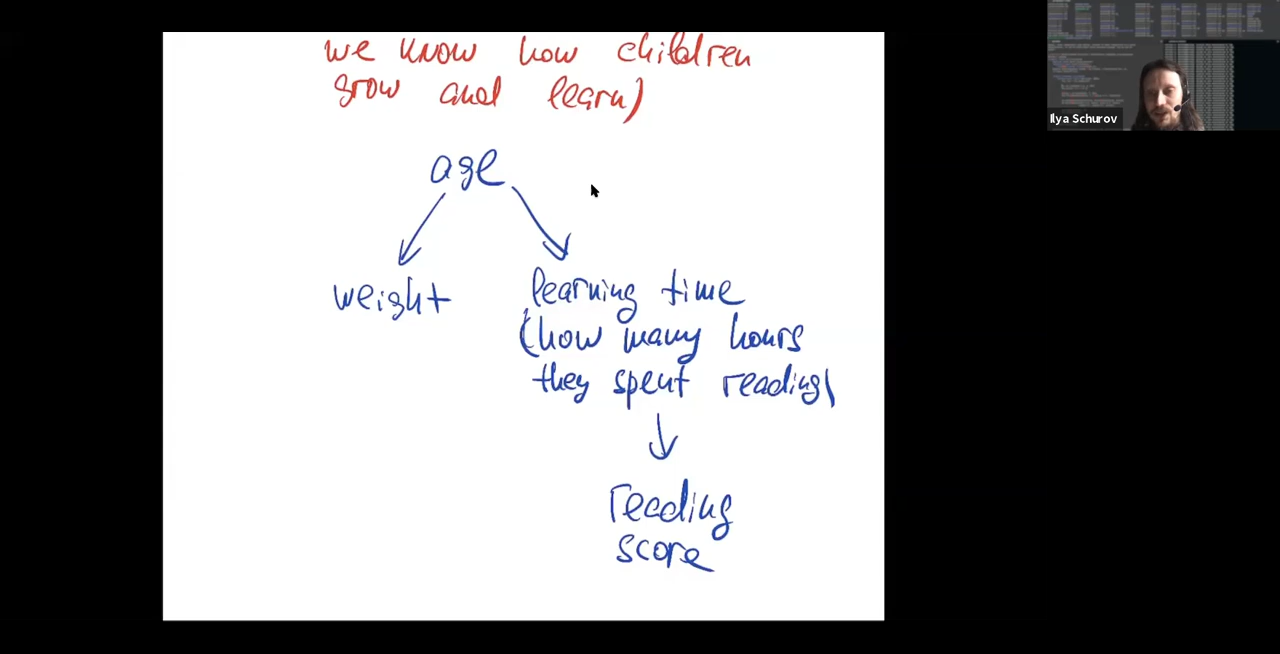 we know how children
grow and learn)
age
weight
learning time
(how many hours
they spent reading)
reading
score
Ilya Schurov